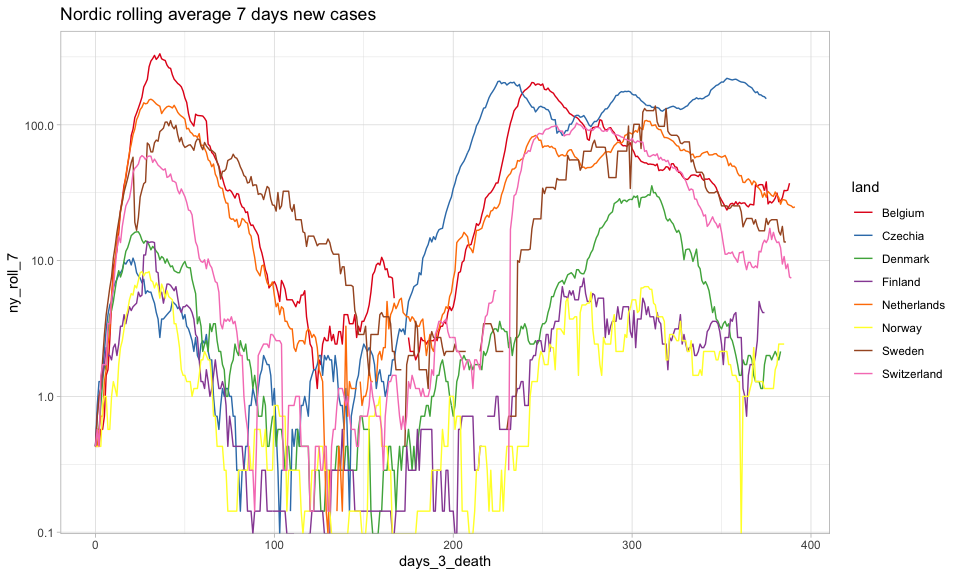 Nordic rolling average 7 days new cases
100.0
10.0
1.0
0.1
ny_roll_7
0 100 200 300 400
days_3_death
land
Belgium
Czechia
Denmark
Finland
Netherlands
Norway
Sweden
Switzerland